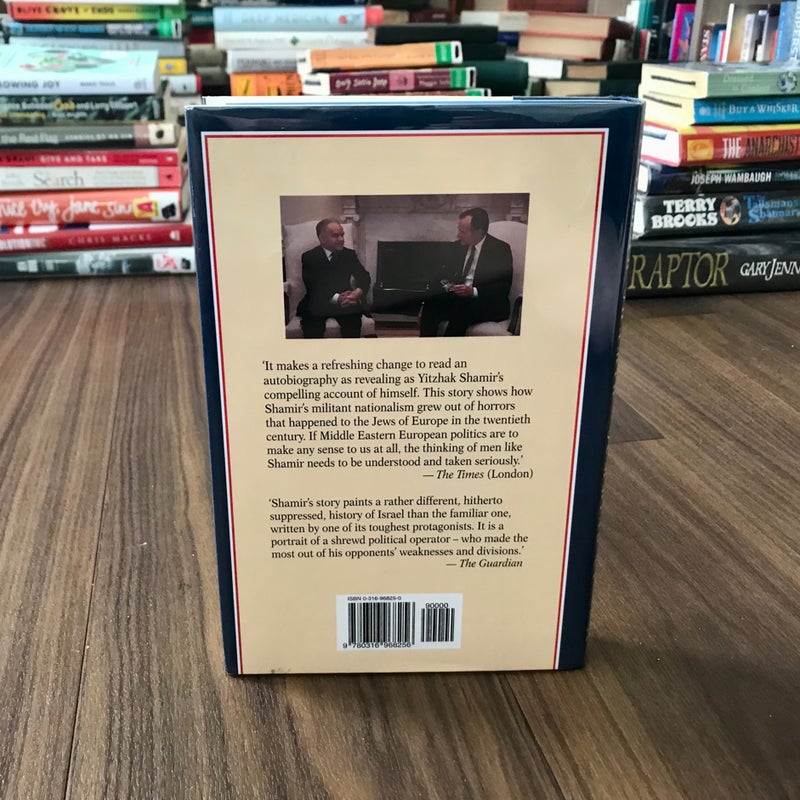 'It makes a refreshing change to read an
autobiography as revealing as Yitzhak Shamir's
compelling account of himself. This story shows how
Shamir's militant nationalism grew out of horrors
that happened to the Jews of Europe in the twentieth
century. If Middle Eastern European politics are to
make any sense to us at all, the thinking of men like
Shamir needs to be understood and taken seriously.'
— The Times (London)
'Shamir's story paints a rather different, hitherto
suppressed, history of Israel than the familiar one,
written by one of its toughest protagonists. It is a
portrait of a shrewd political operator – who made the
most out of his opponents' weaknesses and divisions.'
— The Guardian
ISBN 0-316-96825-0
90000
9 780316 968256
DEEP MEDICINE
GIVE AND TAKE
Search
CHRIS MACKE
THE ANARCHIST
JOSEPH WAMBAUGH
TERRY
BROOKS
RAPTOR
GARY JENN